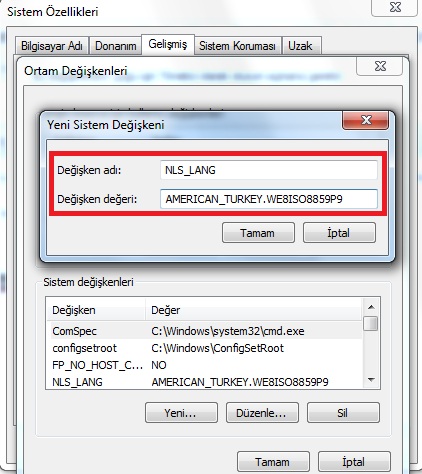 Sistem Özellikleri
Bilgisayar Adı Donanım Gelişmiş Sistem Koruması Uzak
Ortam Değişkenleri
Yeni Sistem Değişkeni
Değişken adı: NLS_LANG
Değişken değeri: AMERICAN_TURKEY.WE8ISO8859P9
Tamam İptal
Sistem değişkenleri
Değişken Değer
ComSpec C:\Windows\system32\cmd.exe
configsetroot C:\Windows\ConfigSetRoot
FP_NO_HOST_C... NO
NLS_LANG AMERICAN_TURKEY.WE8ISO8859P9
Yeni... Düzenle... Sil
Tamam İptal